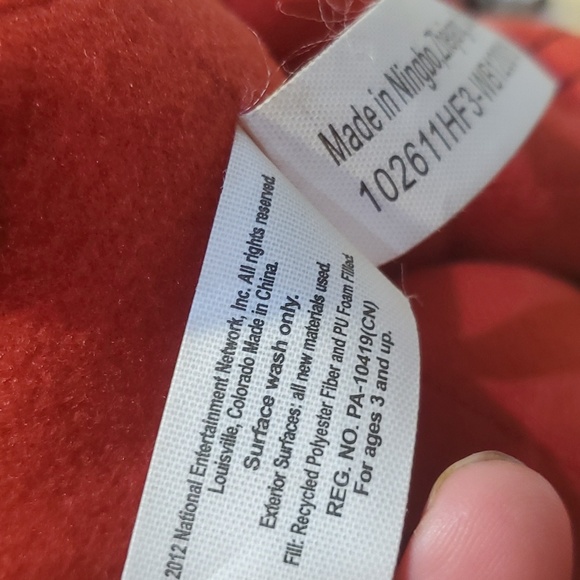 Made in Ningbo,
102611HF3-
2012 National Entertainment Network, Inc. All rights reserved
Louisville, Colorado Made in China.
Surface wash only.
Exterior Surfaces: all new materials used.
Fill: Recycled Polyester Fiber and PU Foam Filled
REG. NO. PA-10419(CN)
For ages 3 and up.